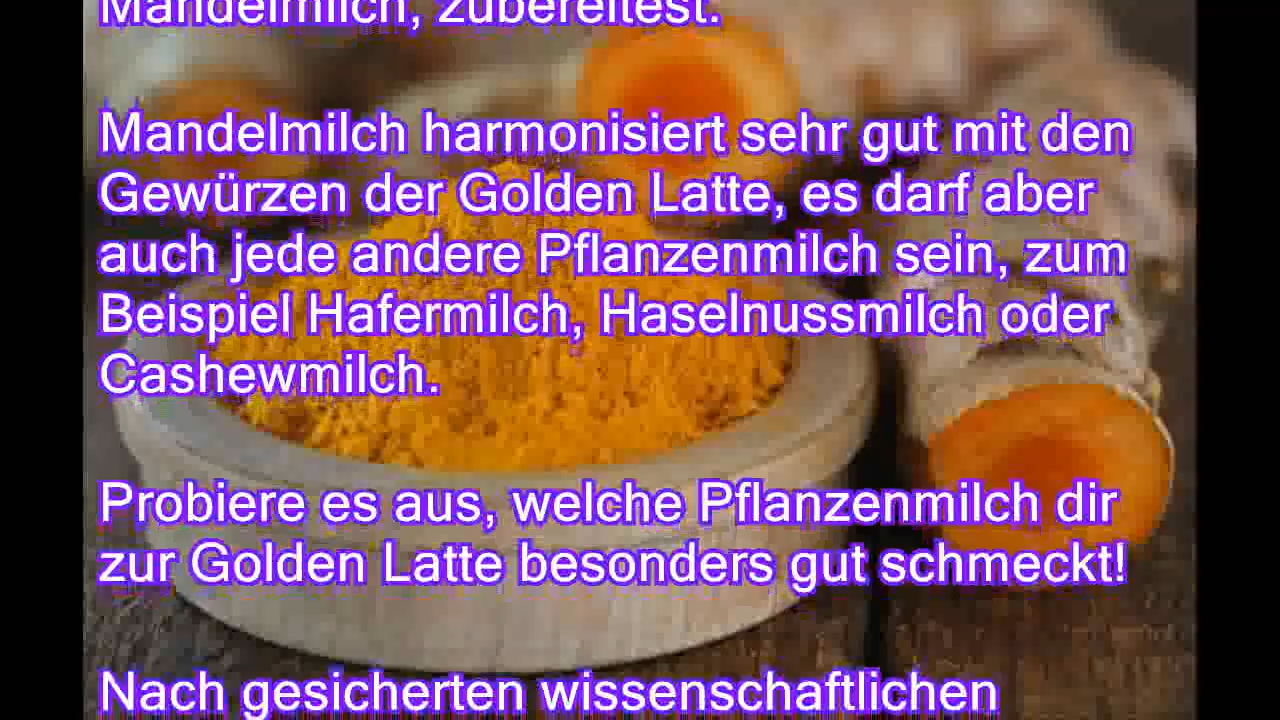 Mandelmilch, zubereitest.
Mandelmilch harmonisiert sehr gut mit den
Gewürzen der Golden Latte, es darf aber
auch jede andere Pflanzenmilch sein, zum
Beispiel Hafermilch, Haselnussmilch oder
Cashewmilch.
Probiere es aus, welche Pflanzenmilch dir
zur Golden Latte besonders gut schmeckt!
Nach gesicherten wissenschaftlichen